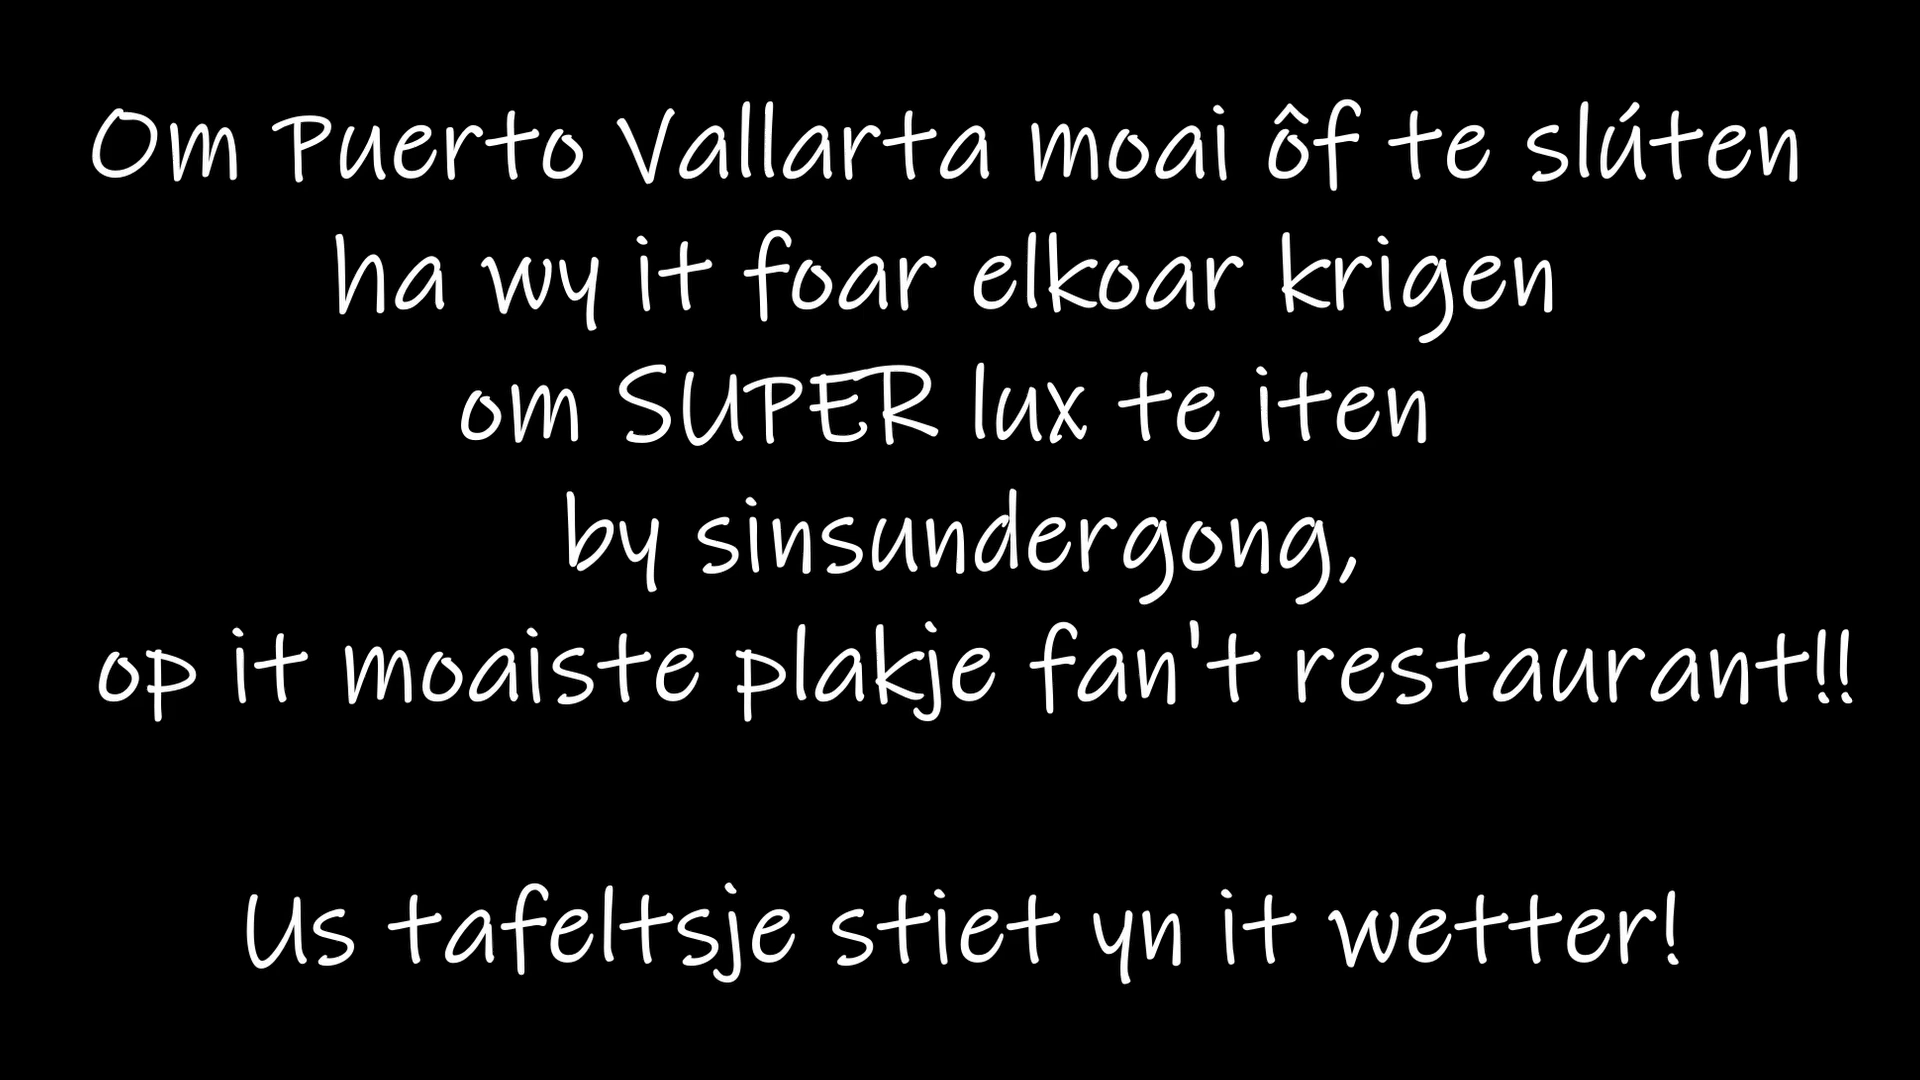 Om Puerto Vallarta moai ôf te slúten
ha wy it foar elkoar krigen
om SUPER lux te iten
by sinsundergong,
op it moaiste plakje fan't restaurant!!
Us tafeltsje stiet yn it wetter!